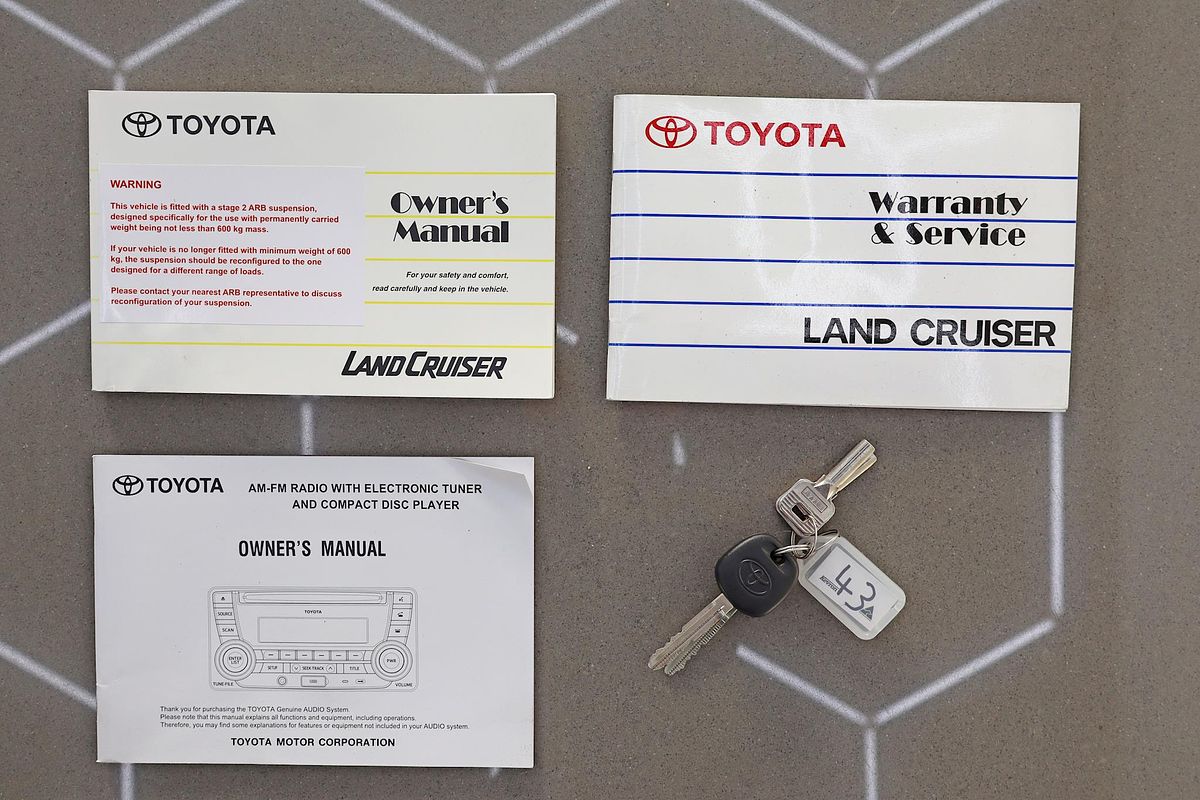 TOYOTA
WARNING
This vehicle is fitted with a stage 2 ARB suspension,
designed specifically for the use with permanently carried
weight being not less than 600 kg mass.
If your vehicle is no longer fitted with minimum weight of 600
kg, the suspension should be reconfigured to the one
designed for a different range of loads.
Please contact your nearest ARB representative to discuss
reconfiguration of your suspension.
Owner's
Manual
For your safety and comfort,
read carefully and keep in the vehicle.
LAND CRUISER
TOYOTA
Warranty
& Service
LAND CRUISER
TOYOTA
AM-FM RADIO WITH ELECTRONIC TUNER
AND COMPACT DISC PLAYER
OWNER'S MANUAL
TOYOTA
SOURCE
SCAN
ENTER
LIST
TUNE·FILE
SETUP
SEEK·TRACK
TITLE
PWR
VOLUME
Thank you for purchasing the TOYOTA Genuine AUDIO System.
Please note that this manual explains all functions and equipment, including operations.
Therefore, you may find some explanations for features or equipment not included in your AUDIO system.
TOYOTA MOTOR CORPORATION
43